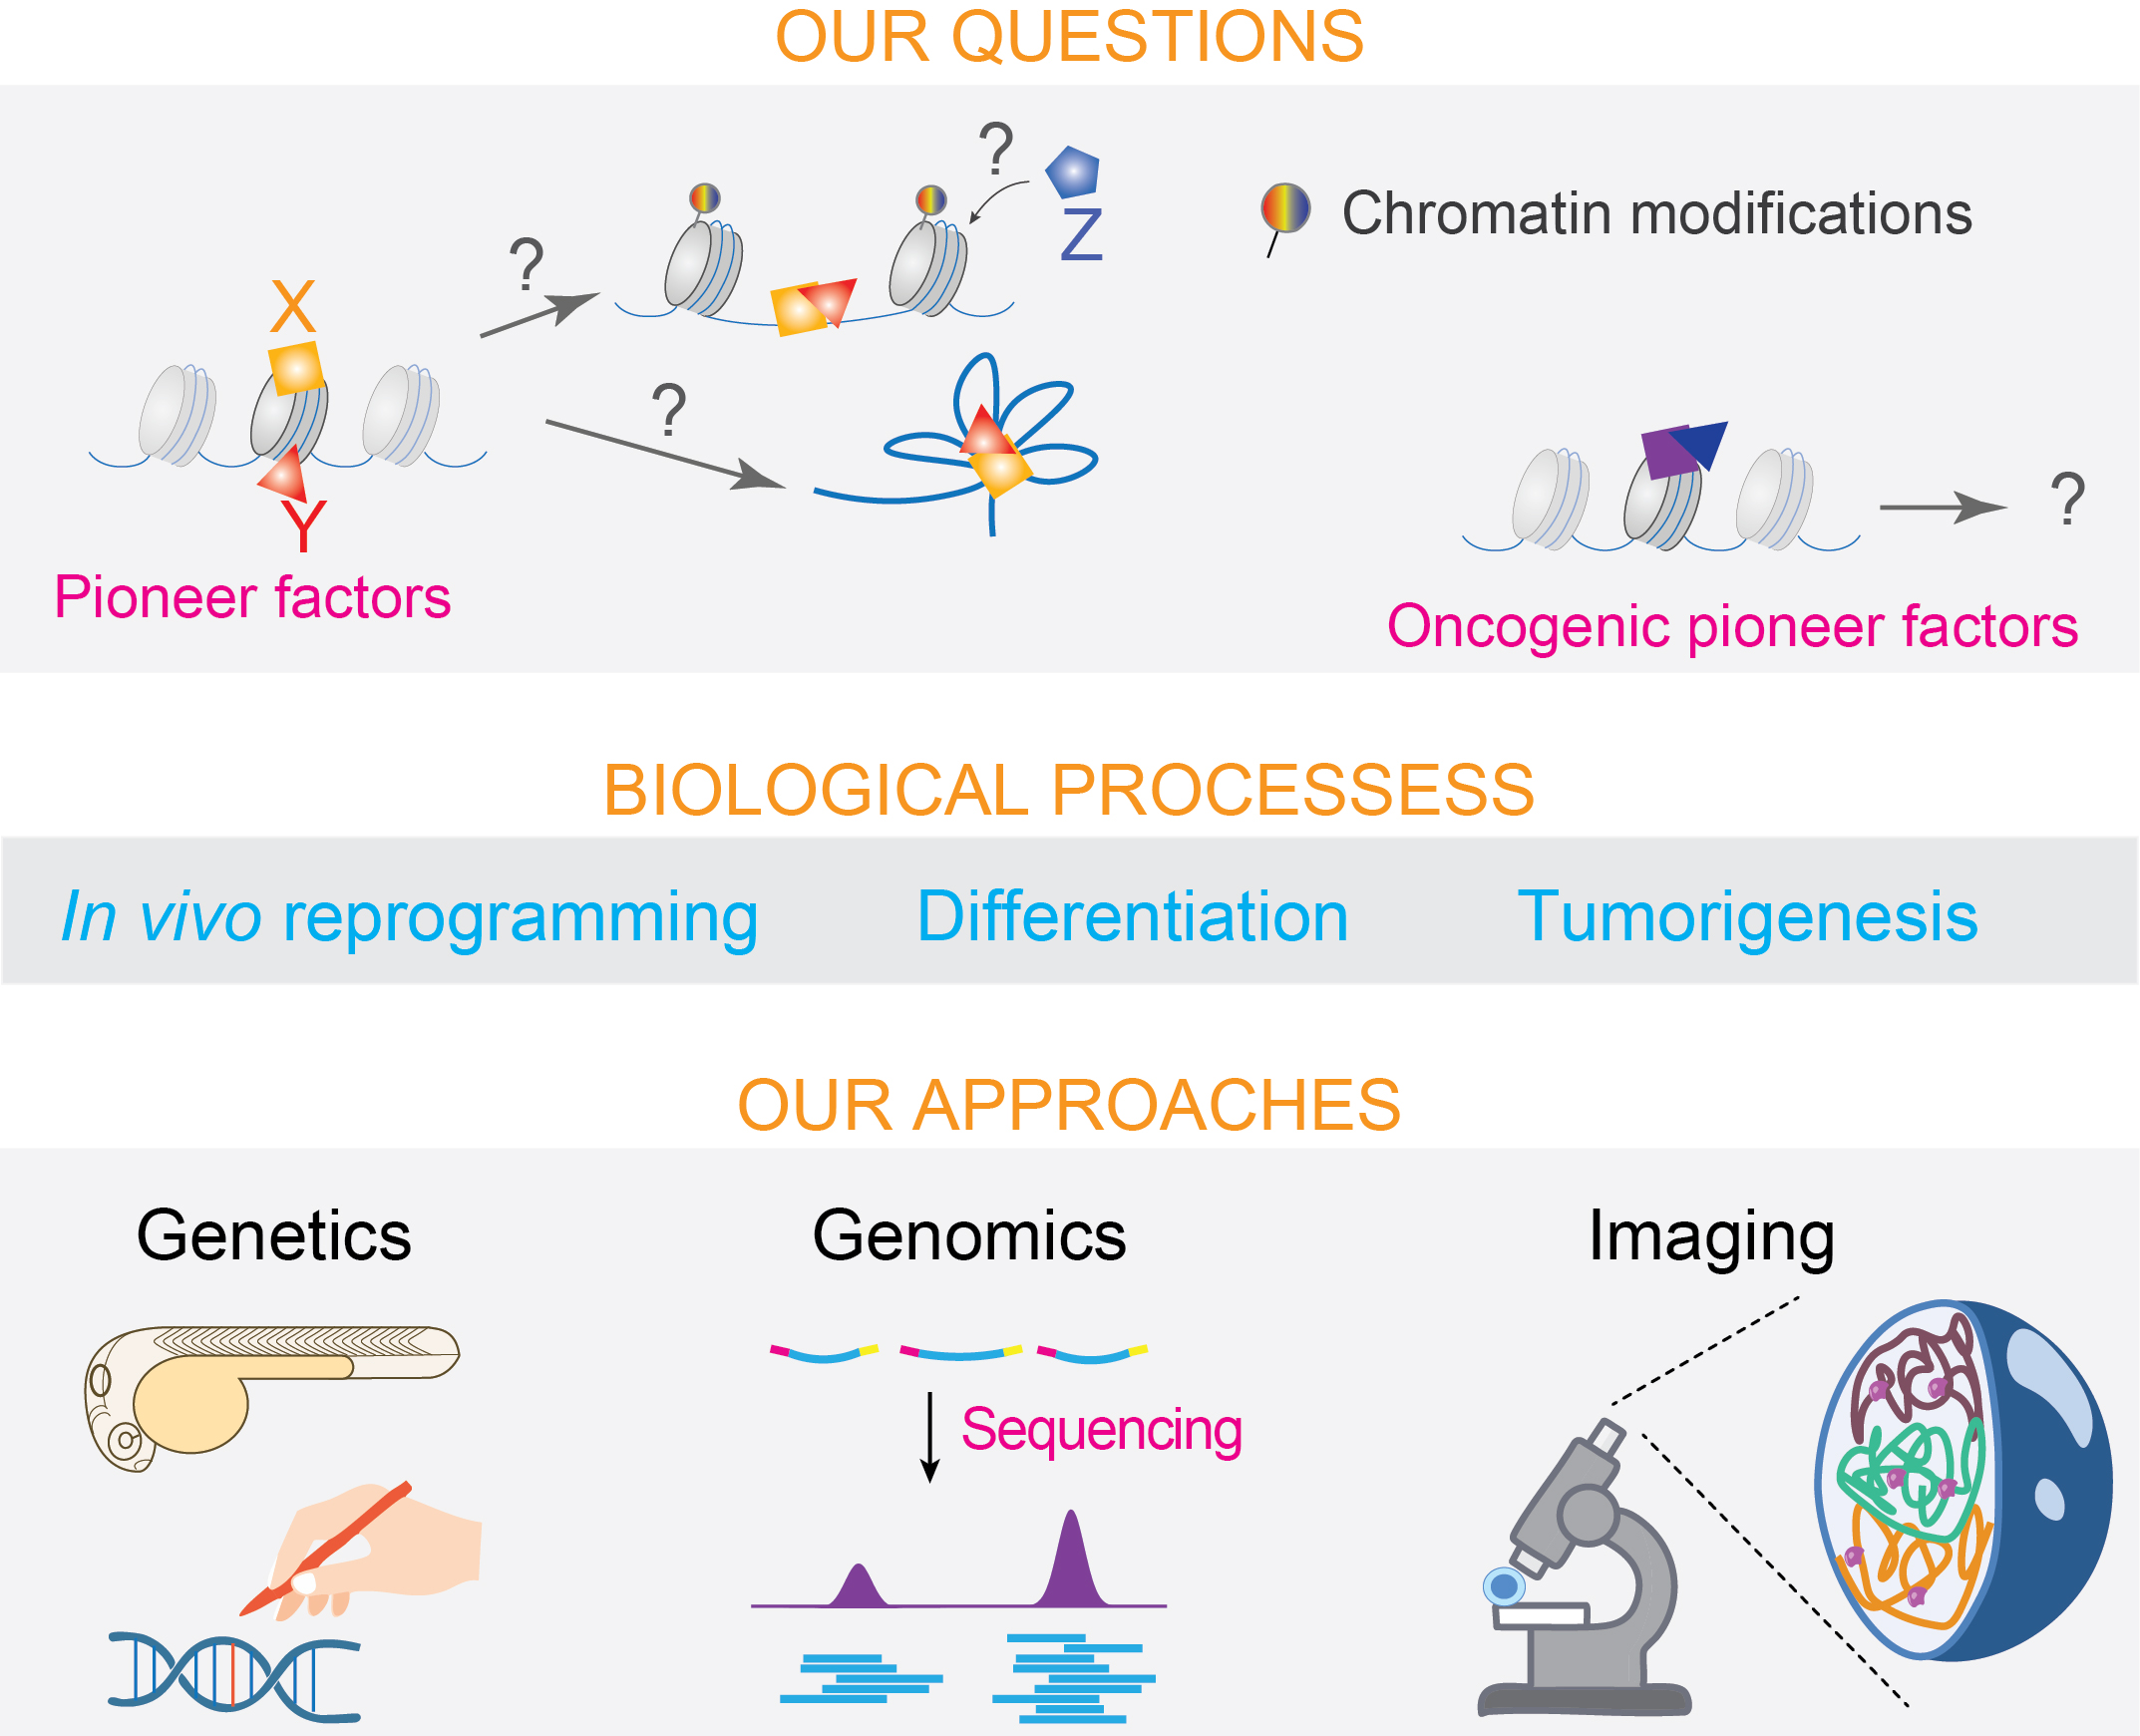 OUR QUESTIONS
?
Z
Chromatin modifications
?
X
?
Y
?
Pioneer factors
Oncogenic pioneer factors
BIOLOGICAL PROCESSESS
In vivo reprogramming
Differentiation
Tumorigenesis
OUR APPROACHES
Genetics
Genomics
Imaging
Sequencing